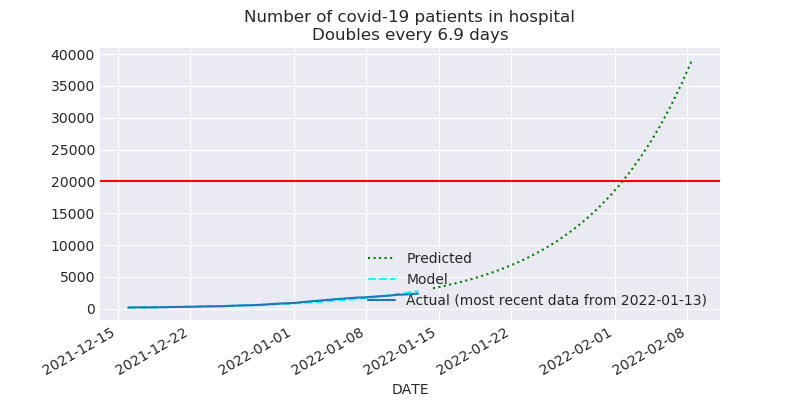 Number of covid-19 patients in hospital
Doubles every 6.9 days
40000
35000
30000
25000
20000
15000
10000
5000
0
Predicted
Model
Actual (most recent data from 2022-01-13)
2021-12-15
2021-12-22
2022-01-01
2022-01-08
2022-01-15
2022-01-22
2022-02-01
2022-02-08
DATE